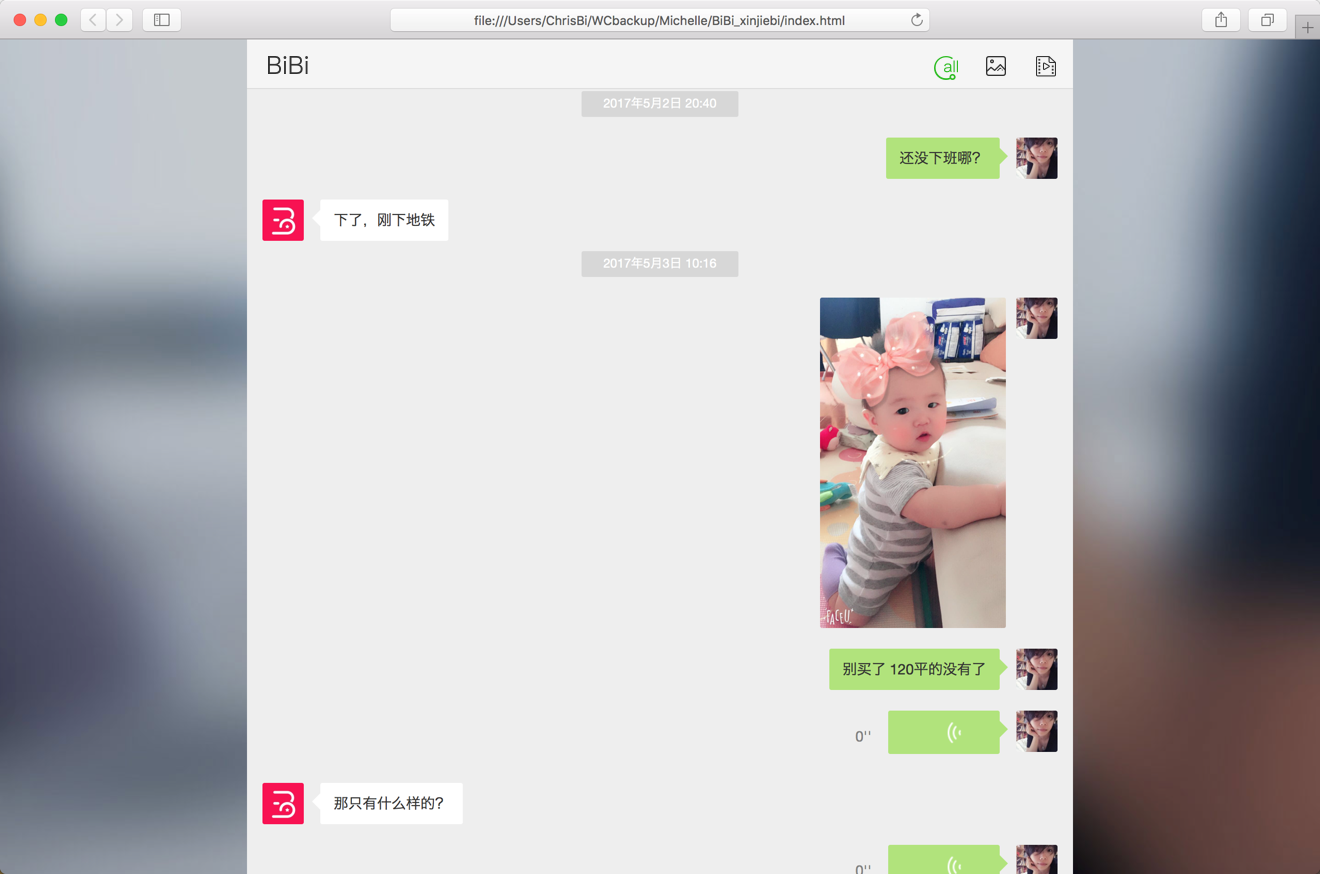 file:///Users/ChrisBi/WCbackup/Michelle/BiBi_xinjiebi/index.html
BiBi
all
2017年5月2日 20:40
还没下班哪？
下了，刚下地铁
2017年5月3日 10:16
FACEU
别买了 120平的没有了
0''
那只有什么样的？
0''